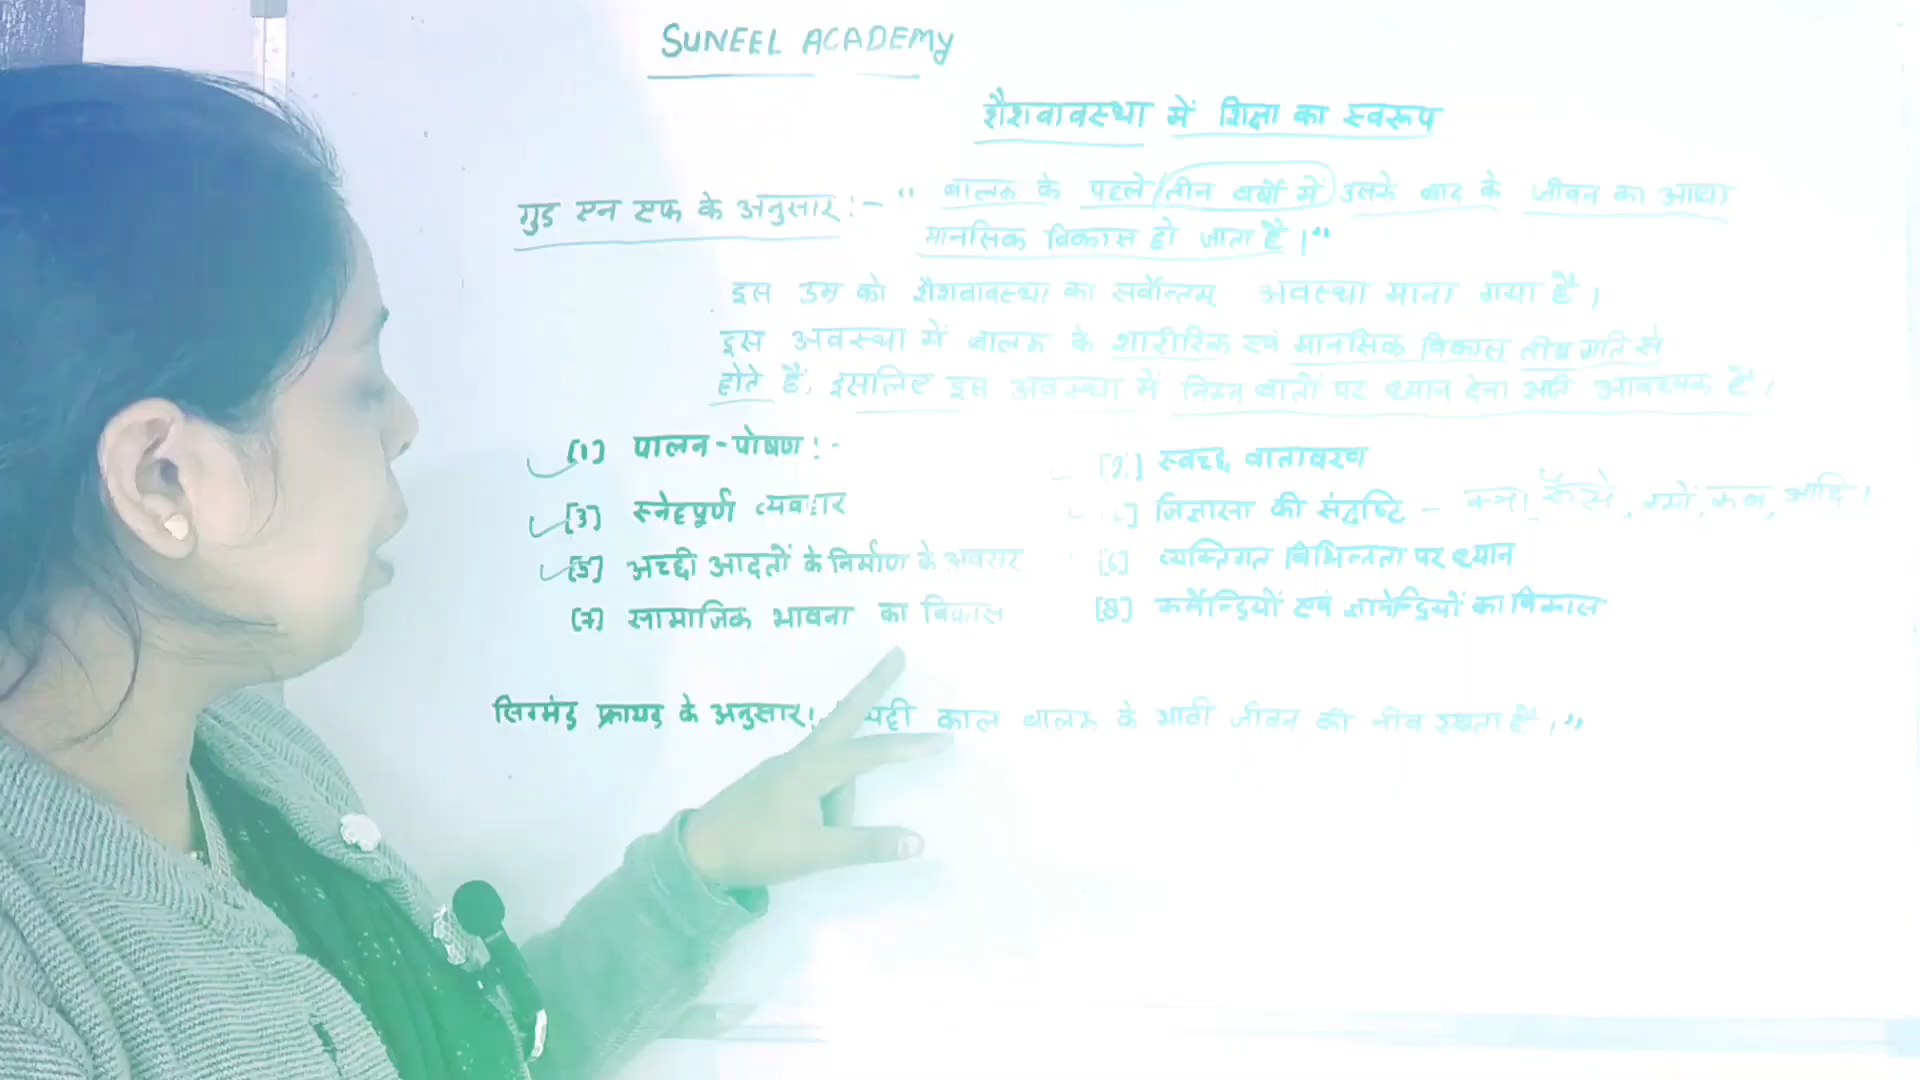 SUNEEL ACADEMY
शैशवावस्था में शिक्षा का स्वरूप
गुड एन एफ के अनुसार :- " बालक के पहले तीन वर्षों में उसके बाद के जीवन का आधा
मानसिक विकास हो जाता है ।"
इस उम्र को शैशवावस्था का सर्वोत्तम् अवस्था माना गया है ।
इस अवस्था में बालक के शारीरिक एवं मानसिक विकास तीव्र गति से
होते हैं, इसलिए इस अवस्था में निम्न बातों पर ध्यान देना अति आवश्यक है ।
[1] पालन-पोषण :-
[2] स्वच्छ वातावरण
[3] स्नेहपूर्ण व्यवहार
जिज्ञासा की संतुष्टि - क्या, कैसे, क्यों, कब, आदि ।
[5] अच्छी आदतों के निर्माण के अवसर
[6] व्यक्तिगत विभिन्नता पर ध्यान
[7] सामाजिक भावना का विकास
[8] कर्मेन्द्रियों एवं ज्ञानेन्द्रियों का विकास
सिग्मंड फ्रायड के अनुसार : यही काल बालक के भावी जीवन की नींव रखता है ।"